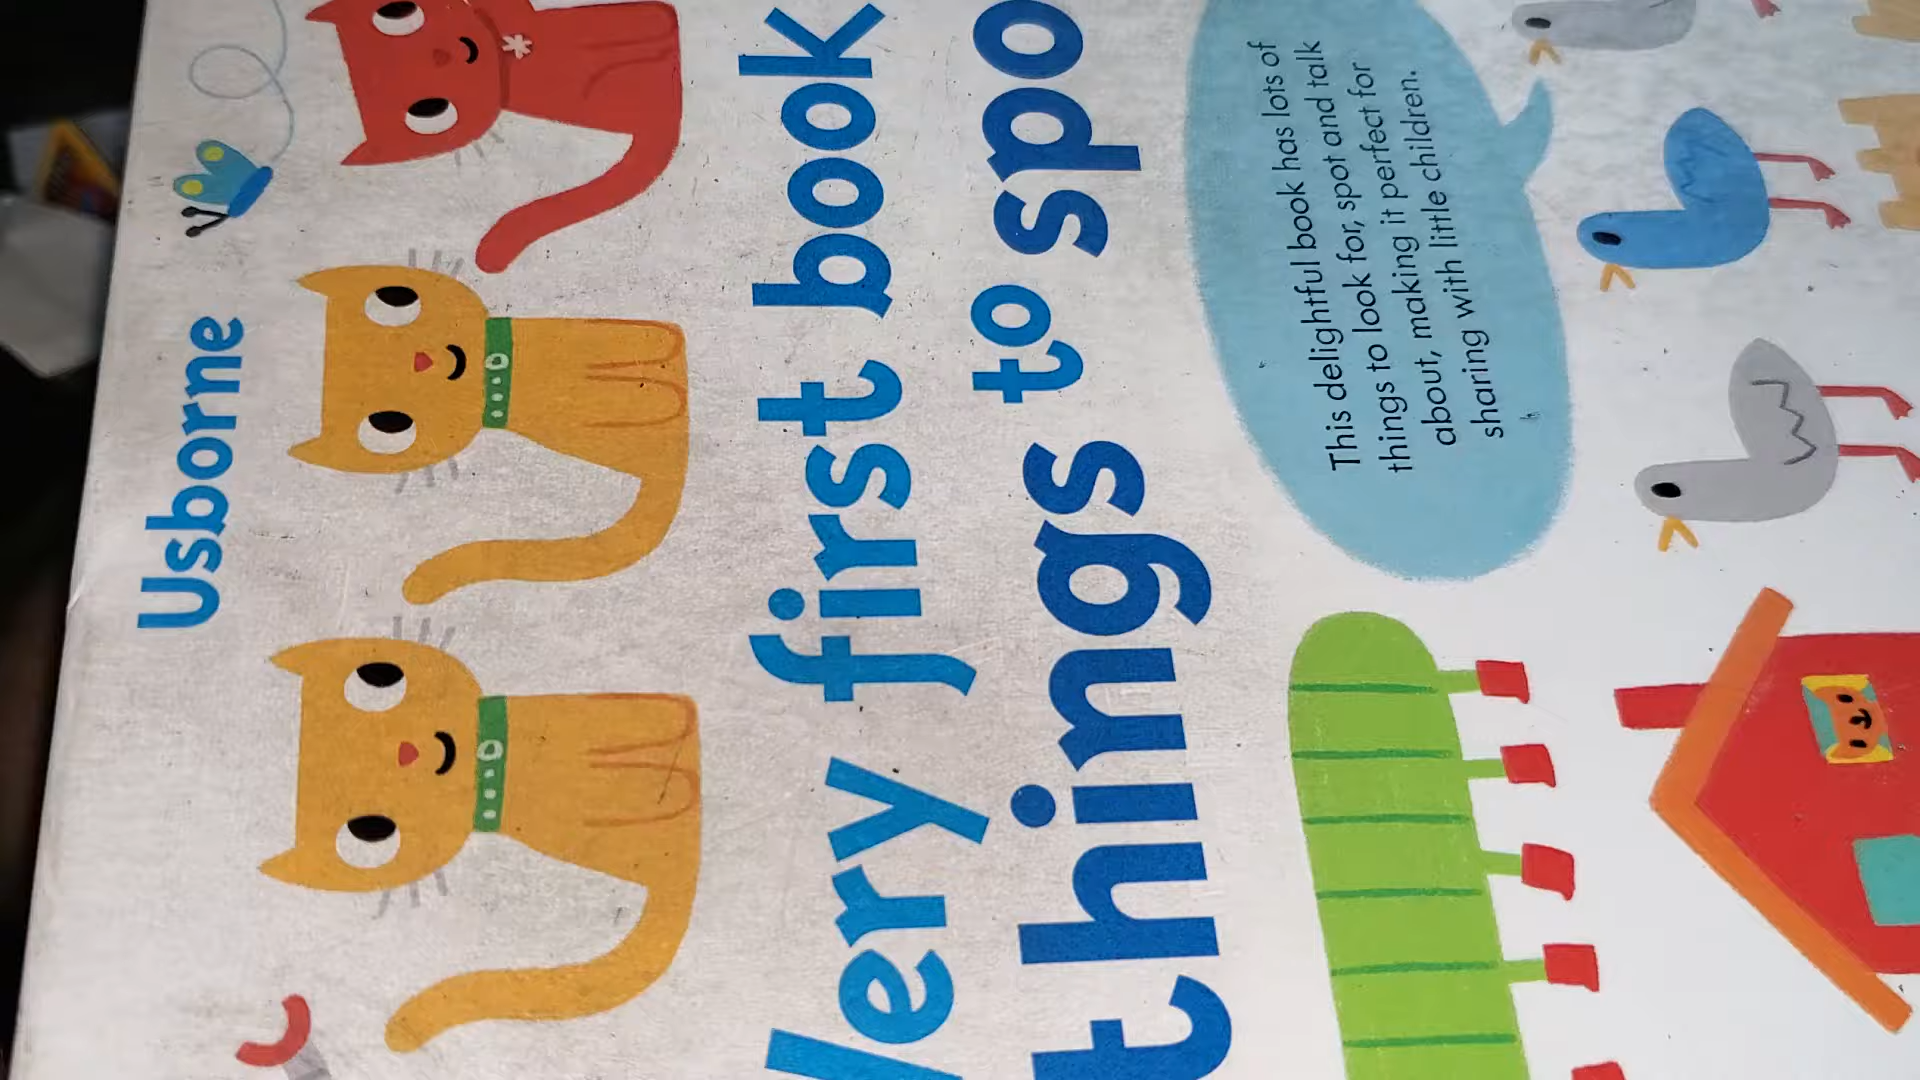 Usborne
Very first book
things to spo
This delightful book has lots of
things to look for, spot and talk
about, making it perfect for
sharing with little children.